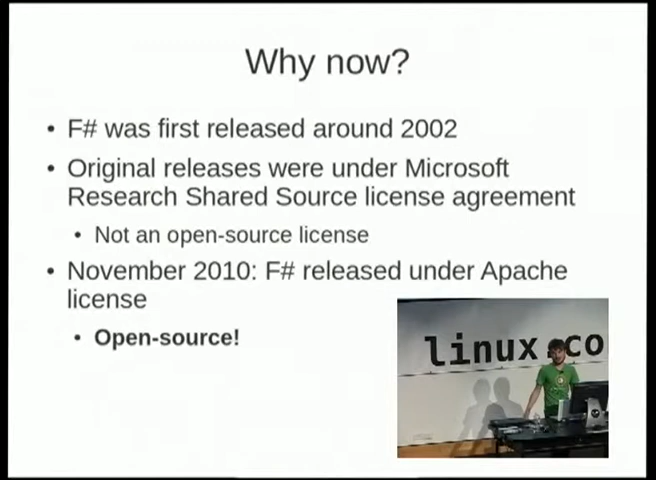 Why now?
• F# was first released around 2002
• Original releases were under Microsoft
Research Shared Source license agreement
• Not an open-source license
• November 2010: F# released under Apache
license
• Open-source!
linux.co